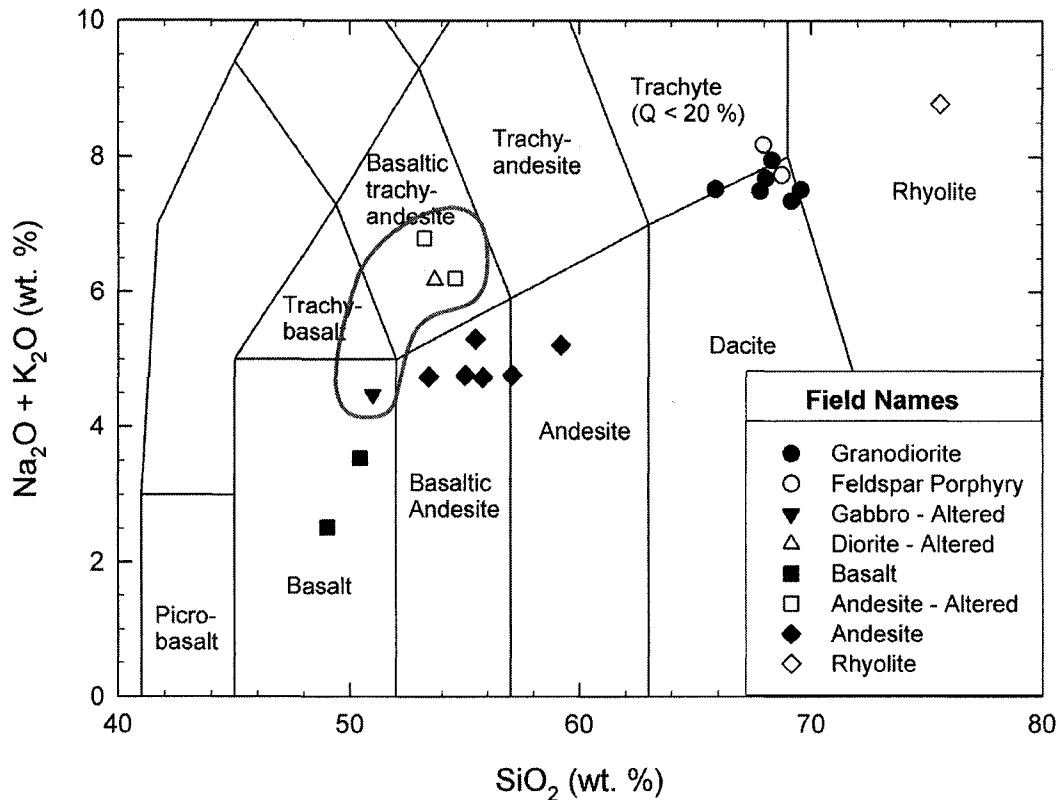 10
8
6
4
2
0
Na₂O + K₂O (wt. %)
Trachyte
(Q < 20 %)
Trachy-
andesite
Basaltic
trachy-
andesite
Rhyolite
Trachy-
basalt
Dacite
Andesite
Basaltic
Andesite
Basalt
Picro-
basalt
Field Names
Granodiorite
Feldspar Porphyry
Gabbro - Altered
Diorite - Altered
Basalt
Andesite - Altered
Andesite
Rhyolite
40
50
60
70
80
SiO₂ (wt. %)